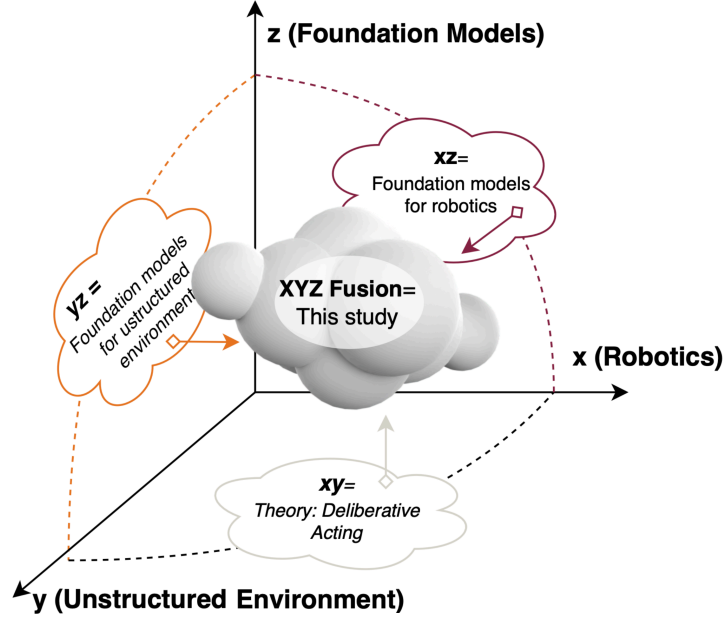 z (Foundation Models)
xz=
Foundation models
for robotics
yz =
Foundation models
for ustructured
environment
XYZ Fusion=
This study
x (Robotics)
xy=
Theory: Deliberative
Acting
y (Unstructured Environment)